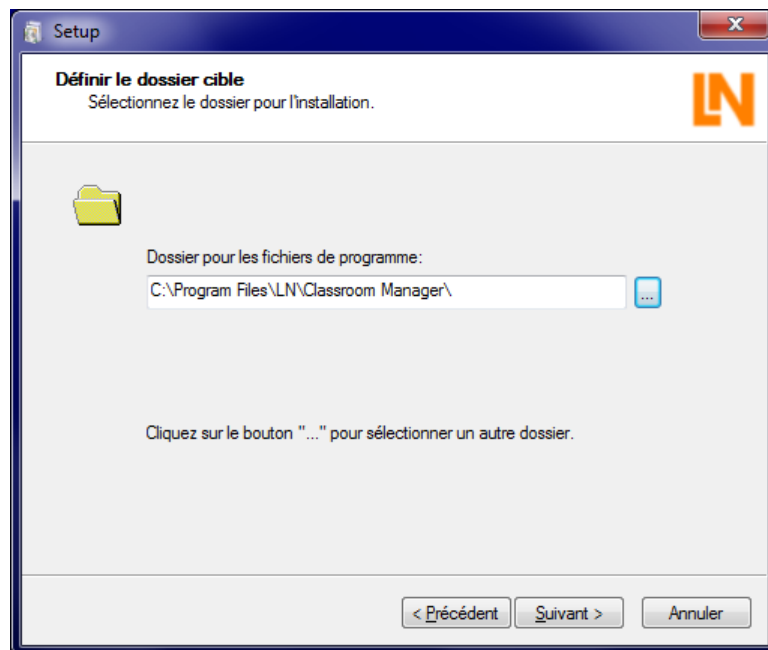 Setup
Définir le dossier cible
Sélectionnez le dossier pour l'installation.
LN
Dossier pour les fichiers de programme:
C:\Program Files\LN\Classroom Manager\
...
Cliquez sur le bouton "..." pour sélectionner un autre dossier.
< Précédent Suivant > Annuler